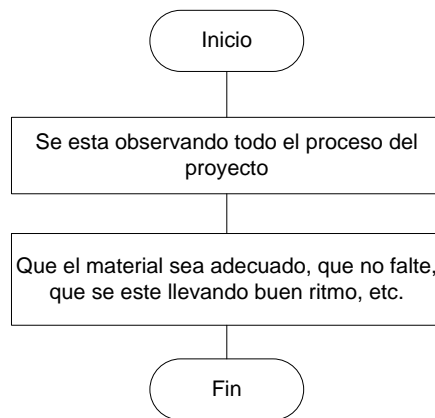 Inicio
Se esta observando todo el proceso del
proyecto
Que el material sea adecuado, que no falte,
que se este llevando buen ritmo, etc.
Fin